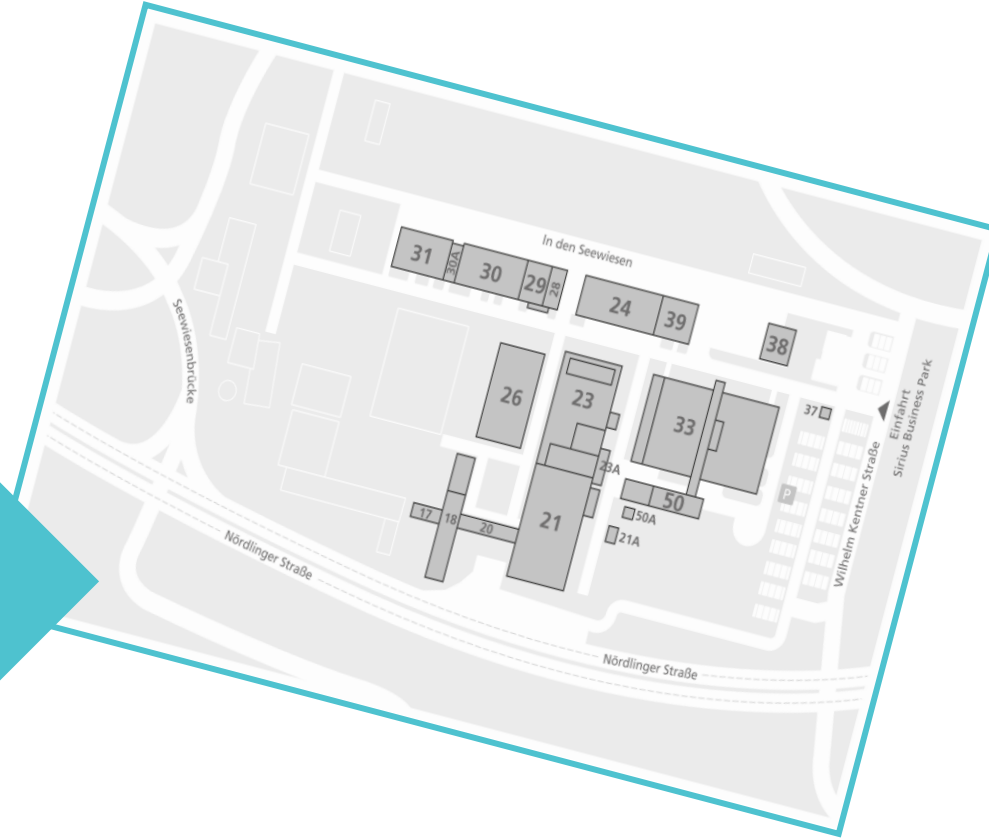 In den Seewiesen
31
30A
30
29
28
24
39
38
Seewiesenbrücke
26
23
33
37
Einfahrt
Sirius Business Park
23A
50
P
50A
17
18
20
21
21A
Wilhelm Kentner Straße
Nördlinger Straße
Nördlinger Straße